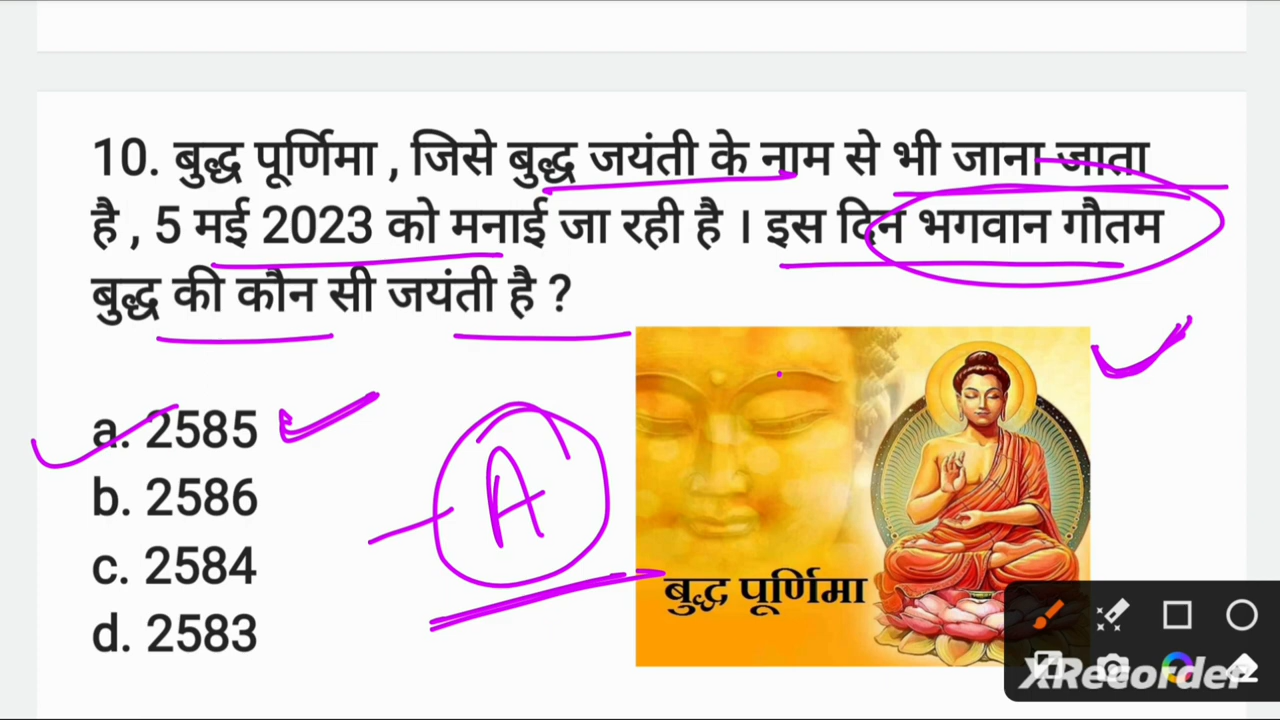 10. बुद्ध पूर्णिमा , जिसे बुद्ध जयंती के नाम से भी जाना जाता
है , 5 मई 2023 को मनाई जा रही है । इस दिन भगवान गौतम
बुद्ध की कौन सी जयंती है ?
a. 2585
b. 2586
c. 2584
d. 2583
A
बुद्ध पूर्णिमा
XRecorder